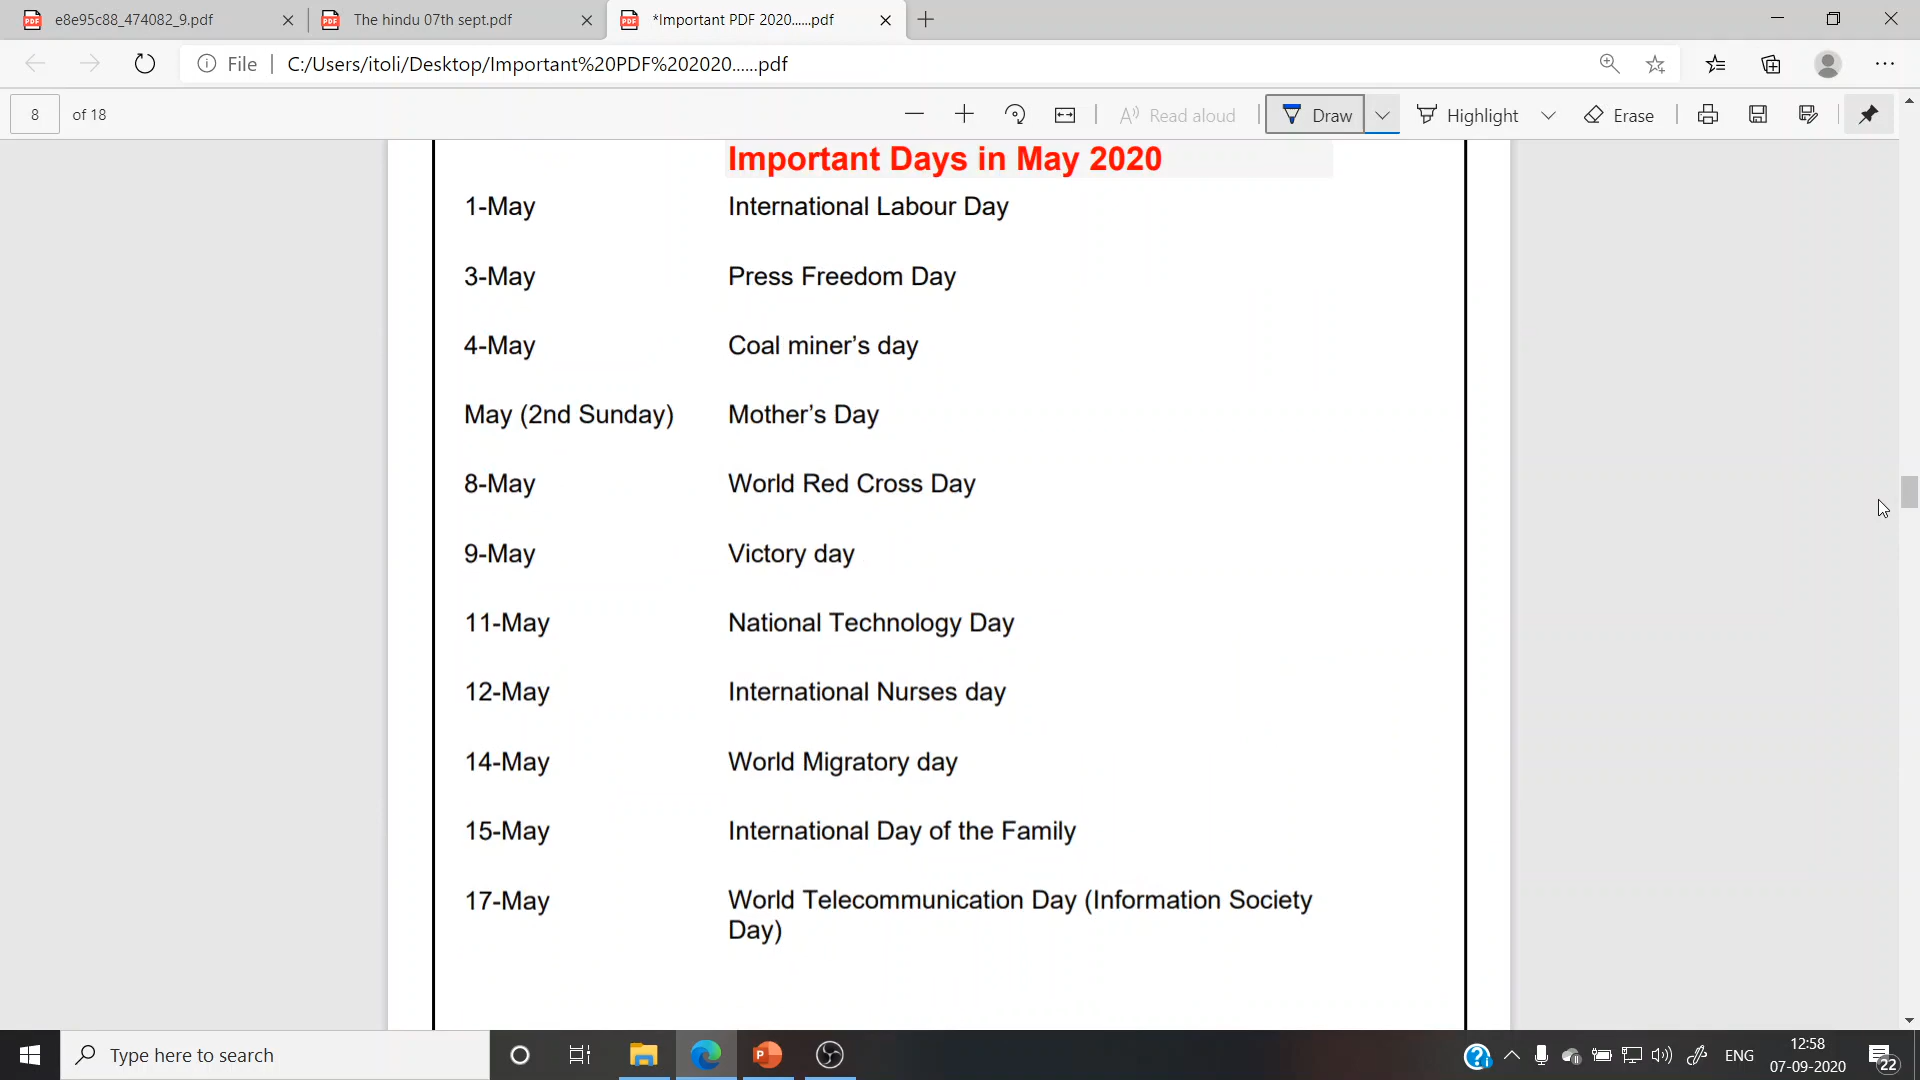 e8e95c88_474082_9.pdf
The hindu 07th sept.pdf
*Important PDF 2020......pdf
File
C:/Users/itoli/Desktop/Important%20PDF%202020......pdf
8 of 18
Read aloud
Draw
Highlight
Erase
Important Days in May 2020
1-May International Labour Day
3-May Press Freedom Day
4-May Coal miner’s day
May (2nd Sunday) Mother’s Day
8-May World Red Cross Day
9-May Victory day
11-May National Technology Day
12-May International Nurses day
14-May World Migratory day
15-May International Day of the Family
17-May World Telecommunication Day (Information Society
Day)
Type here to search
ENG
12:58
07-09-2020
22